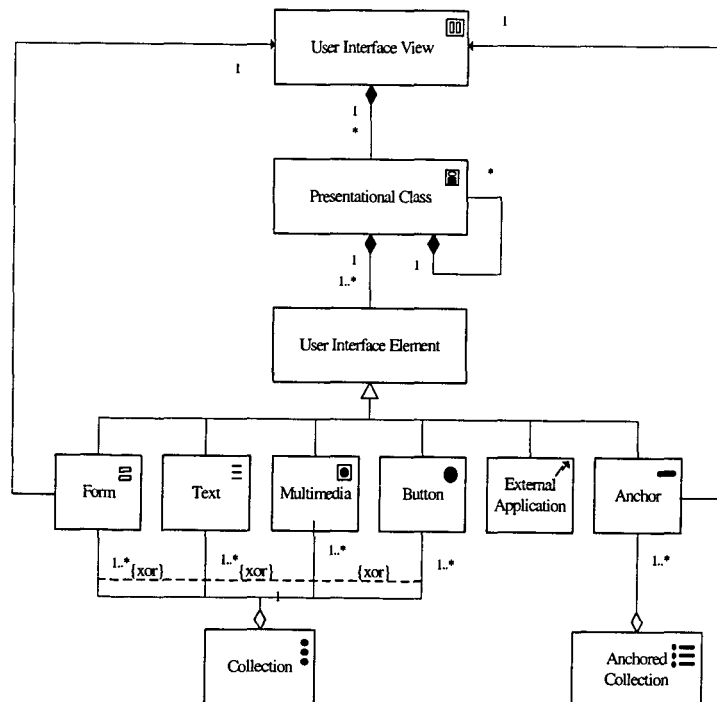 1
User Interface View
1
1
*
*
Presentational Class
1
1
1..*
User Interface Element
Form
Text
Multimedia
Button
External
Application
Anchor
1..*
1..*
1..*
1..*
1..*
{xor}
{xor}
{xor}
1
Collection
Anchored
Collection